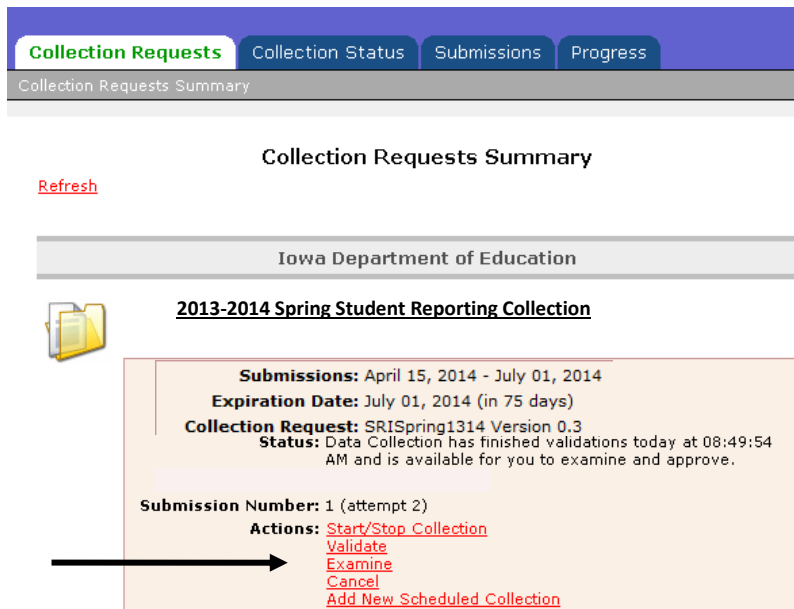 Collection Requests Collection Status Submissions Progress
Collection Requests Summary
Collection Requests Summary
Refresh
Iowa Department of Education
2013-2014 Spring Student Reporting Collection
Submissions: April 15, 2014 - July 01, 2014
Expiration Date: July 01, 2014 (in 75 days)
Collection Request: SRISpring1314 Version 0.3
Status: Data Collection has finished validations today at 08:49:54
AM and is available for you to examine and approve.
Submission Number: 1 (attempt 2)
Actions: Start/Stop Collection
Validate
Examine
Cancel
Add New Scheduled Collection